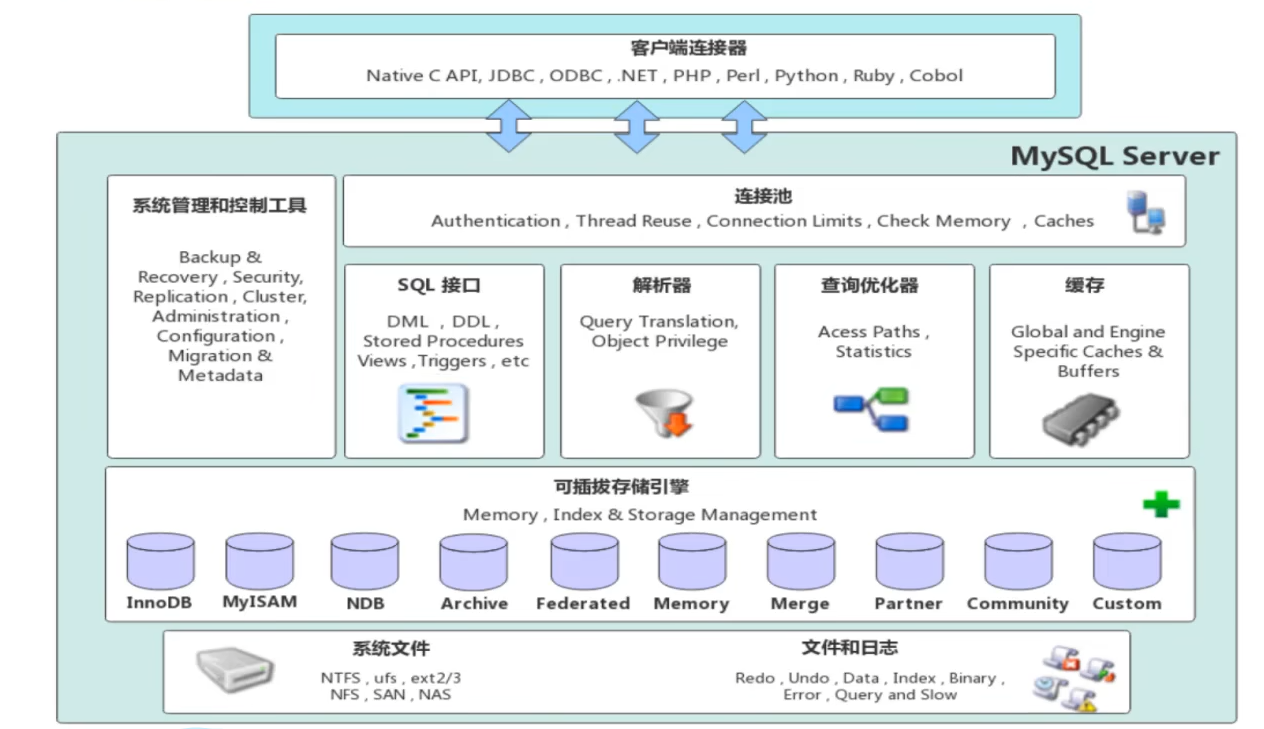 客户端连接器
Native C API, JDBC , ODBC , .NET , PHP , Perl , Python , Ruby , Cobol
MySQL Server
系统管理和控制工具
Backup &
Recovery , Security,
Replication , Cluster,
Administration ,
Configuration ,
Migration &
Metadata
连接池
Authentication , Thread Reuse , Connection Limits , Check Memory , Caches
SQL 接口
DML , DDL ,
Stored Procedures
Views ,Triggers , etc
解析器
Query Translation,
Object Privilege
查询优化器
Acess Paths ,
Statistics
缓存
Global and Engine
Specific Caches &
Buffers
可插拔存储引擎
Memory , Index & Storage Management
InnoDB
MyISAM
NDB
Archive
Federated
Memory
Merge
Partner
Community
Custom
系统文件
NTFS , ufs , ext2/3
NFS , SAN , NAS
文件和日志
Redo , Undo , Data , Index , Binary ,
Error , Query and Slow